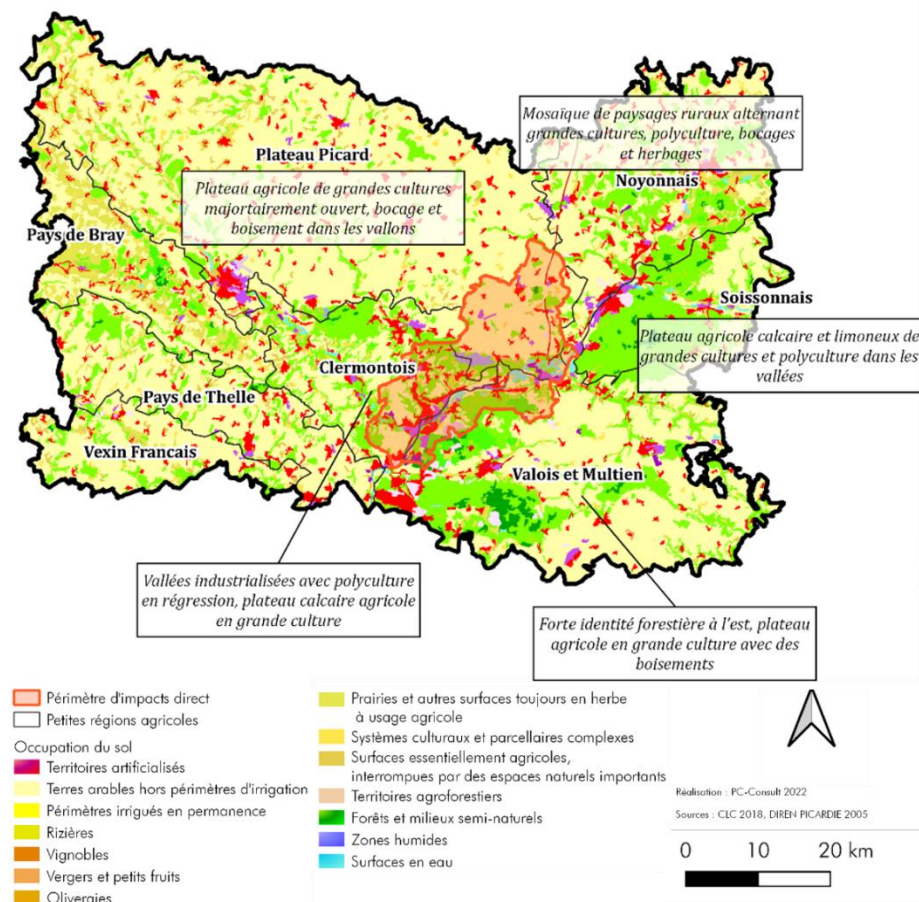 Mosaïque de paysages ruraux alternant
grandes cultures, polyculture, bocages
et herbages
Plateau Picard
Noyonnais
Plateau agricole de grandes cultures
majortairement ouvert, bocage et
boisement dans les vallons
Pays de Bray
Soissonnais
Plateau agricole calcaire et limoneux de
grandes cultures et polyculture dans les
vallées
Clermontois
Pays de Thelle
Vexin Francais
Valois et Multien
Vallées industrialisées avec polyculture
en régression, plateau calcaire agricole
en grande culture
Forte identité forestière à l'est, plateau
agricole en grande culture avec des
boisements
Périmètre d'impacts direct
Petites régions agricoles
Occupation du sol
Territoires artificialisés
Terres arables hors périmètres d'irrigation
Périmètres irrigués en permanence
Rizières
Vignobles
Vergers et petits fruits
Oliveraies
Prairies et autres surfaces toujours en herbe
à usage agricole
Systèmes culturaux et parcellaires complexes
Surfaces essentiellement agricoles,
interrompues par des espaces naturels importants
Territoires agroforestiers
Forêts et milieux semi-naturels
Zones humides
Surfaces en eau
Réalisation : PC-Consult 2022
Sources : CLC 2018, DIREN PICARDIE 2005
0 10 20 km